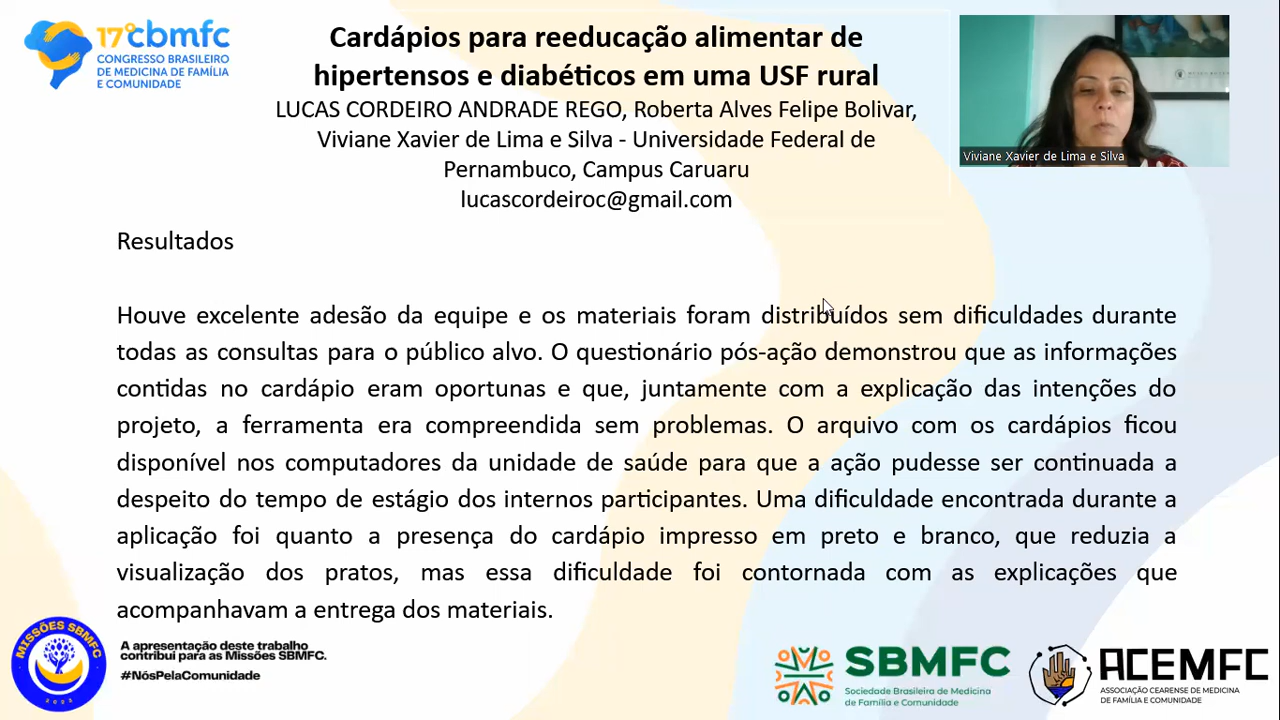 17º cbmfc
CONGRESSO BRASILEIRO
DE MEDICINA DE FAMÍLIA
E COMUNIDADE
Cardápios para reeducação alimentar de
hipertensos e diabéticos em uma USF rural
LUCAS CORDEIRO ANDRADE REGO, Roberta Alves Felipe Bolivar,
Viviane Xavier de Lima e Silva - Universidade Federal de
Pernambuco, Campus Caruaru
lucascordeiroc@gmail.com
Viviane Xavier de Lima e Silva
Resultados
Houve excelente adesão da equipe e os materiais foram distribuídos sem dificuldades durante
todas as consultas para o público alvo. O questionário pós-ação demonstrou que as informações
contidas no cardápio eram oportunas e que, juntamente com a explicação das intenções do
projeto, a ferramenta era compreendida sem problemas. O arquivo com os cardápios ficou
disponível nos computadores da unidade de saúde para que a ação pudesse ser continuada a
despeito do tempo de estágio dos internos participantes. Uma dificuldade encontrada durante a
aplicação foi quanto a presença do cardápio impresso em preto e branco, que reduzia a
visualização dos pratos, mas essa dificuldade foi contornada com as explicações que
acompanhavam a entrega dos materiais.
MISSÕES SBMFC
A apresentação deste trabalho
contribui para as Missões SBMFC.
#NósPelaComunidade
SBMFC
Sociedade Brasileira de Medicina
de Família e Comunidade
ACEMFC
ASSOCIAÇÃO CEARENSE DE MEDICINA
DE FAMÍLIA E COMUNIDADE